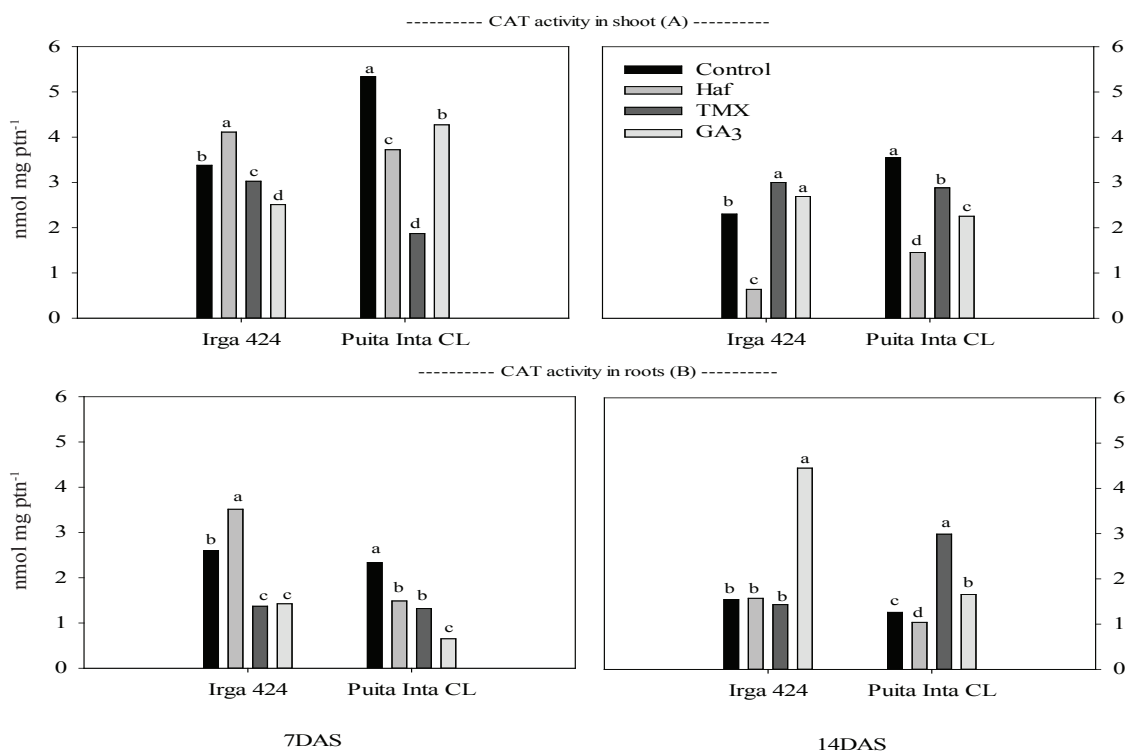 ---------- CAT activity in shoot (A) ----------
nmol mg ptn-1
6
5
4
3
2
1
0
b
a
c
d
a
c
d
b
Irga 424
Puita Inta CL
Control
Haf
TMX
GA3
b
c
a
a
a
d
b
c
6
5
4
3
2
1
0
Irga 424
Puita Inta CL
---------- CAT activity in roots (B) ----------
nmol mg ptn-1
6
5
4
3
2
1
0
b
a
c
c
a
b
b
c
Irga 424
Puita Inta CL
b
b
b
a
c
d
a
b
6
5
4
3
2
1
0
Irga 424
Puita Inta CL
7DAS
14DAS